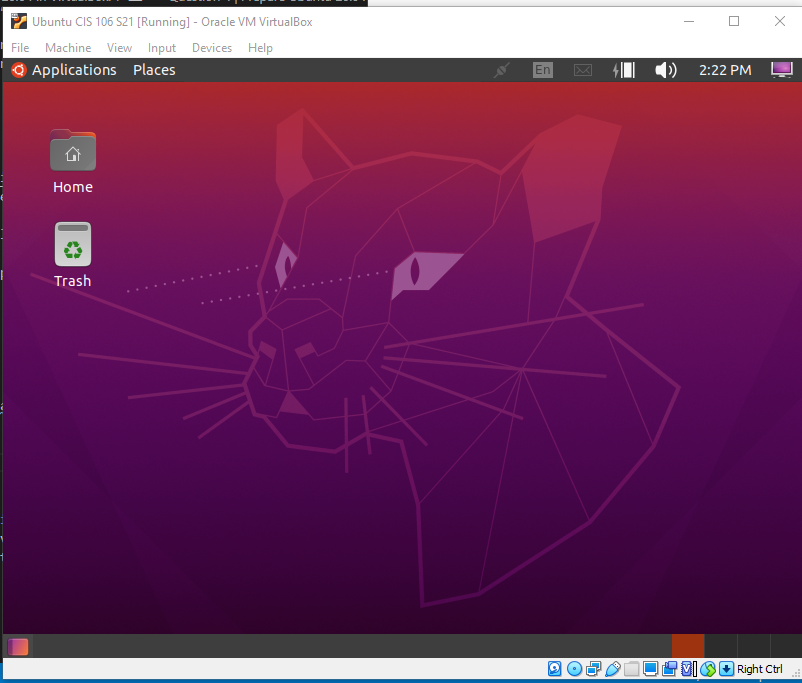 Ubuntu CIS 106 S21 [Running] - Oracle VM VirtualBox
File Machine View Input Devices Help
Applications Places En 2:22 PM
Home
Trash
Right Ctrl